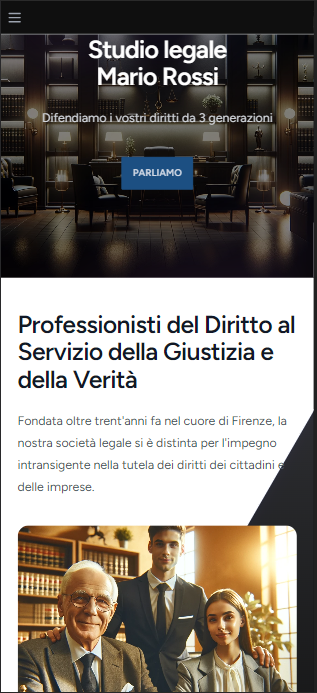 Studio legale
Mario Rossi
Difendiamo i vostri diritti da 3 generazioni
PARLIAMO
Professionisti del Diritto al
Servizio della Giustizia e
della Verità
Fondata oltre trent'anni fa nel cuore di Firenze, la
nostra società legale si è distinta per l'impegno
intransigente nella tutela dei diritti dei cittadini e
delle imprese.